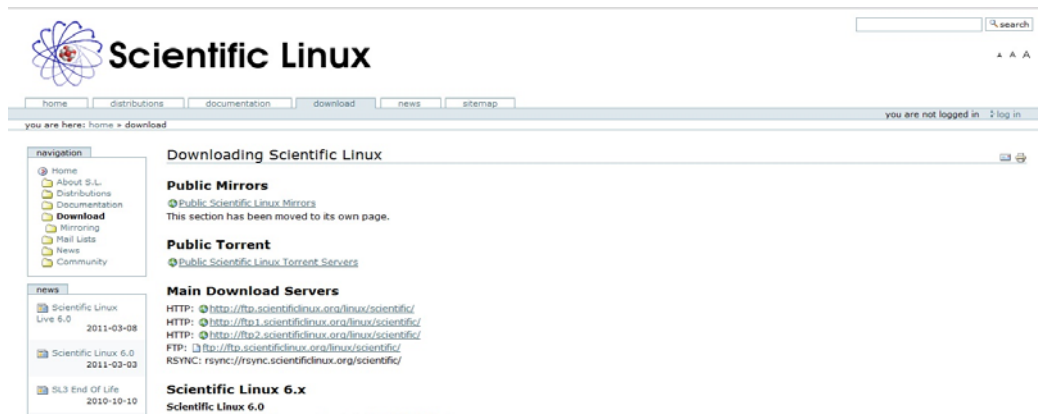 search
Scientific Linux
A A A
home distributions documentation download news sitemap
you are not logged in log in
you are here: home » download
navigation
Home
About S.L.
Distributions
Documentation
Download
Mirroring
Mail Lists
News
Community
news
Scientific Linux
Live 6.0
2011-03-08
Scientific Linux 6.0
2011-03-03
SL3 End Of Life
2010-10-10
Downloading Scientific Linux
Public Mirrors
Public Scientific Linux Mirrors
This section has been moved to its own page.
Public Torrent
Public Scientific Linux Torrent Servers
Main Download Servers
HTTP: http://ftp.scientificlinux.org/linux/scientific/
HTTP: http://ftp1.scientificlinux.org/linux/scientific/
HTTP: http://ftp2.scientificlinux.org/linux/scientific/
FTP: ftp://ftp.scientificlinux.org/linux/scientific/
RSYNC: rsync://rsync.scientificlinux.org/scientific/
Scientific Linux 6.x
Scientific Linux 6.0